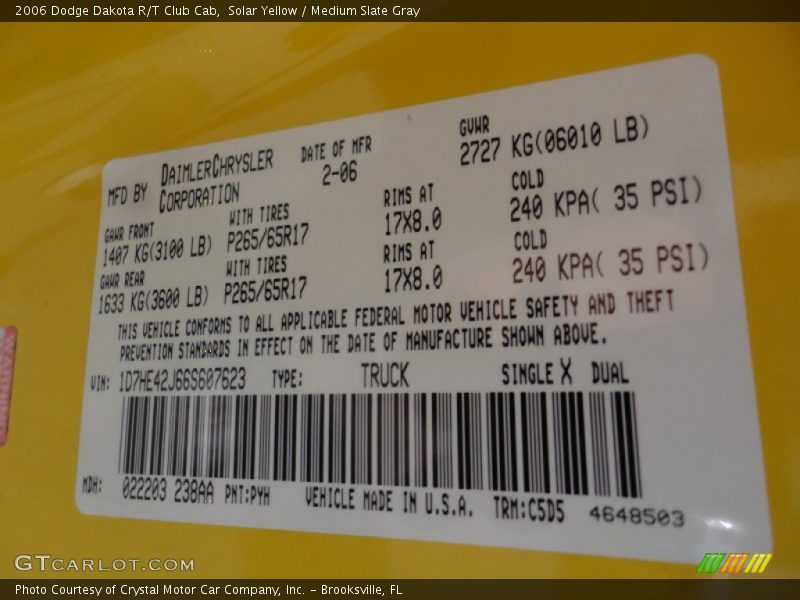 2006 Dodge Dakota R/T Club Cab,  Solar Yellow / Medium Slate Gray
MFD BY DAIMLERCHRYSLER CORPORATION
DATE OF MFR 2-06
GVWR 2727 KG(06010 LB)
GAWR FRONT WITH TIRES RIMS AT COLD
1407 KG(3100 LB) P265/65R17 17X8.0 240 KPA( 35 PSI)
GAWR REAR WITH TIRES RIMS AT COLD
1633 KG(3600 LB) P265/65R17 17X8.0 240 KPA( 35 PSI)
THIS VEHICLE CONFORMS TO ALL APPLICABLE FEDERAL MOTOR VEHICLE SAFETY AND THEFT
PREVENTION STANDARDS IN EFFECT ON THE DATE OF MANUFACTURE SHOWN ABOVE.
VIN: 1D7HE42J66S607623 TYPE: TRUCK SINGLE X DUAL
MDH: 022203 238AA PNT:PYH VEHICLE MADE IN U.S.A. TRM:C5D5 4648503
WARNING
GTCARLOT.COM
Photo Courtesy of Crystal Motor Car Company, Inc. – Brooksville, FL